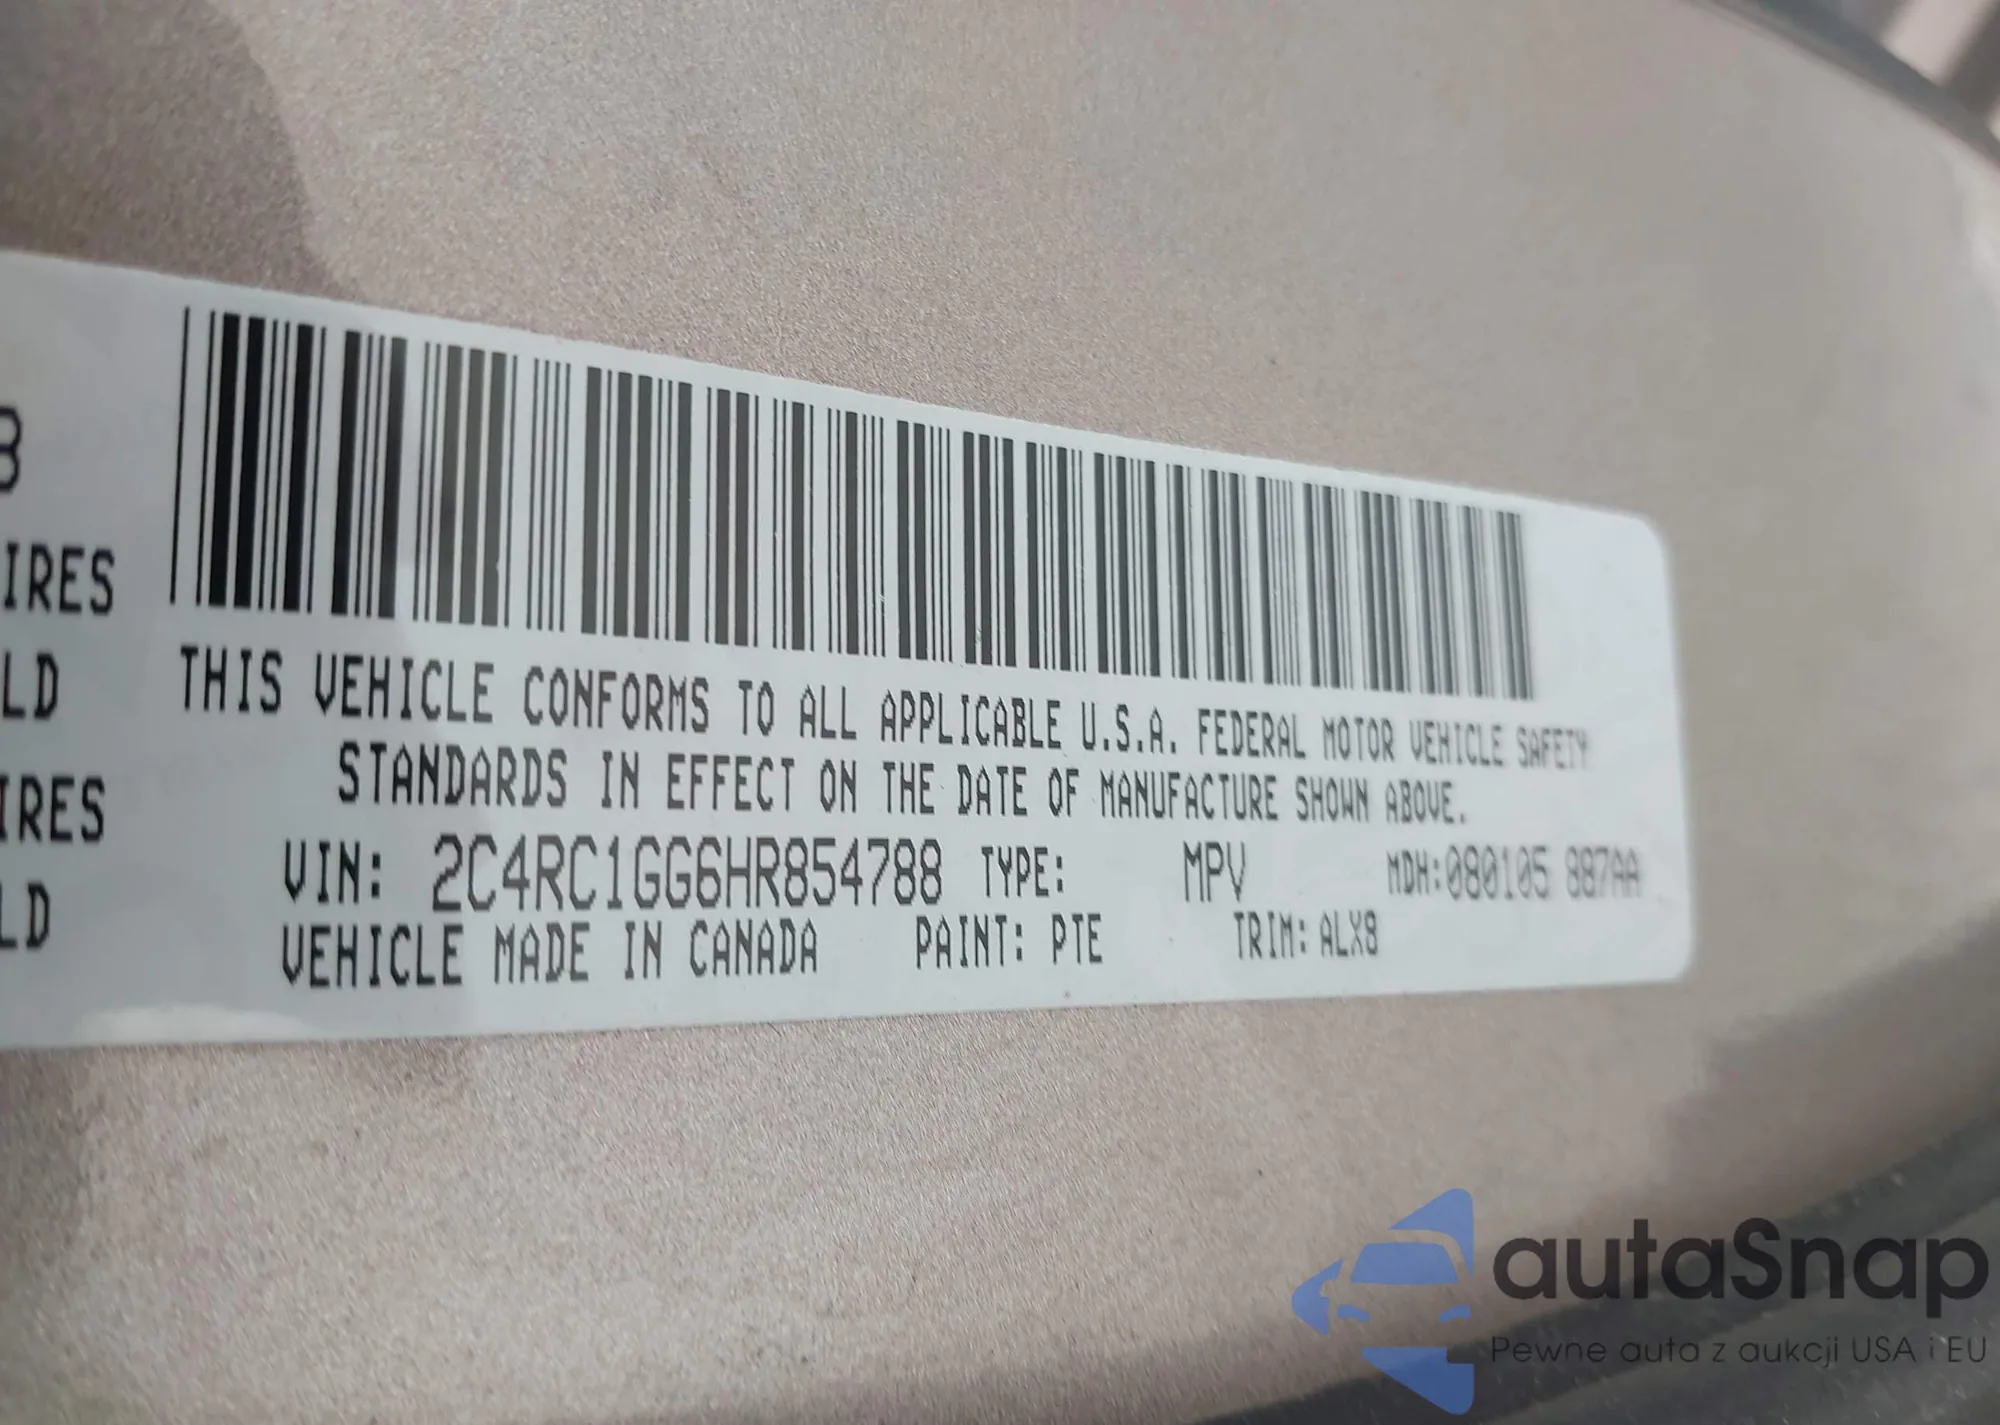 8
IRES
LD
IRES
LD
THIS VEHICLE CONFORMS TO ALL APPLICABLE U.S.A. FEDERAL MOTOR VEHICLE SAFETY
STANDARDS IN EFFECT ON THE DATE OF MANUFACTURE SHOWN ABOVE.
VIN: 2C4RC1GG6HR854788 TYPE: MPV MDH:080105 887AA
VEHICLE MADE IN CANADA PAINT: PTE TRIM: ALX8
autaSnap
Pewne auta z aukcji USA i EU